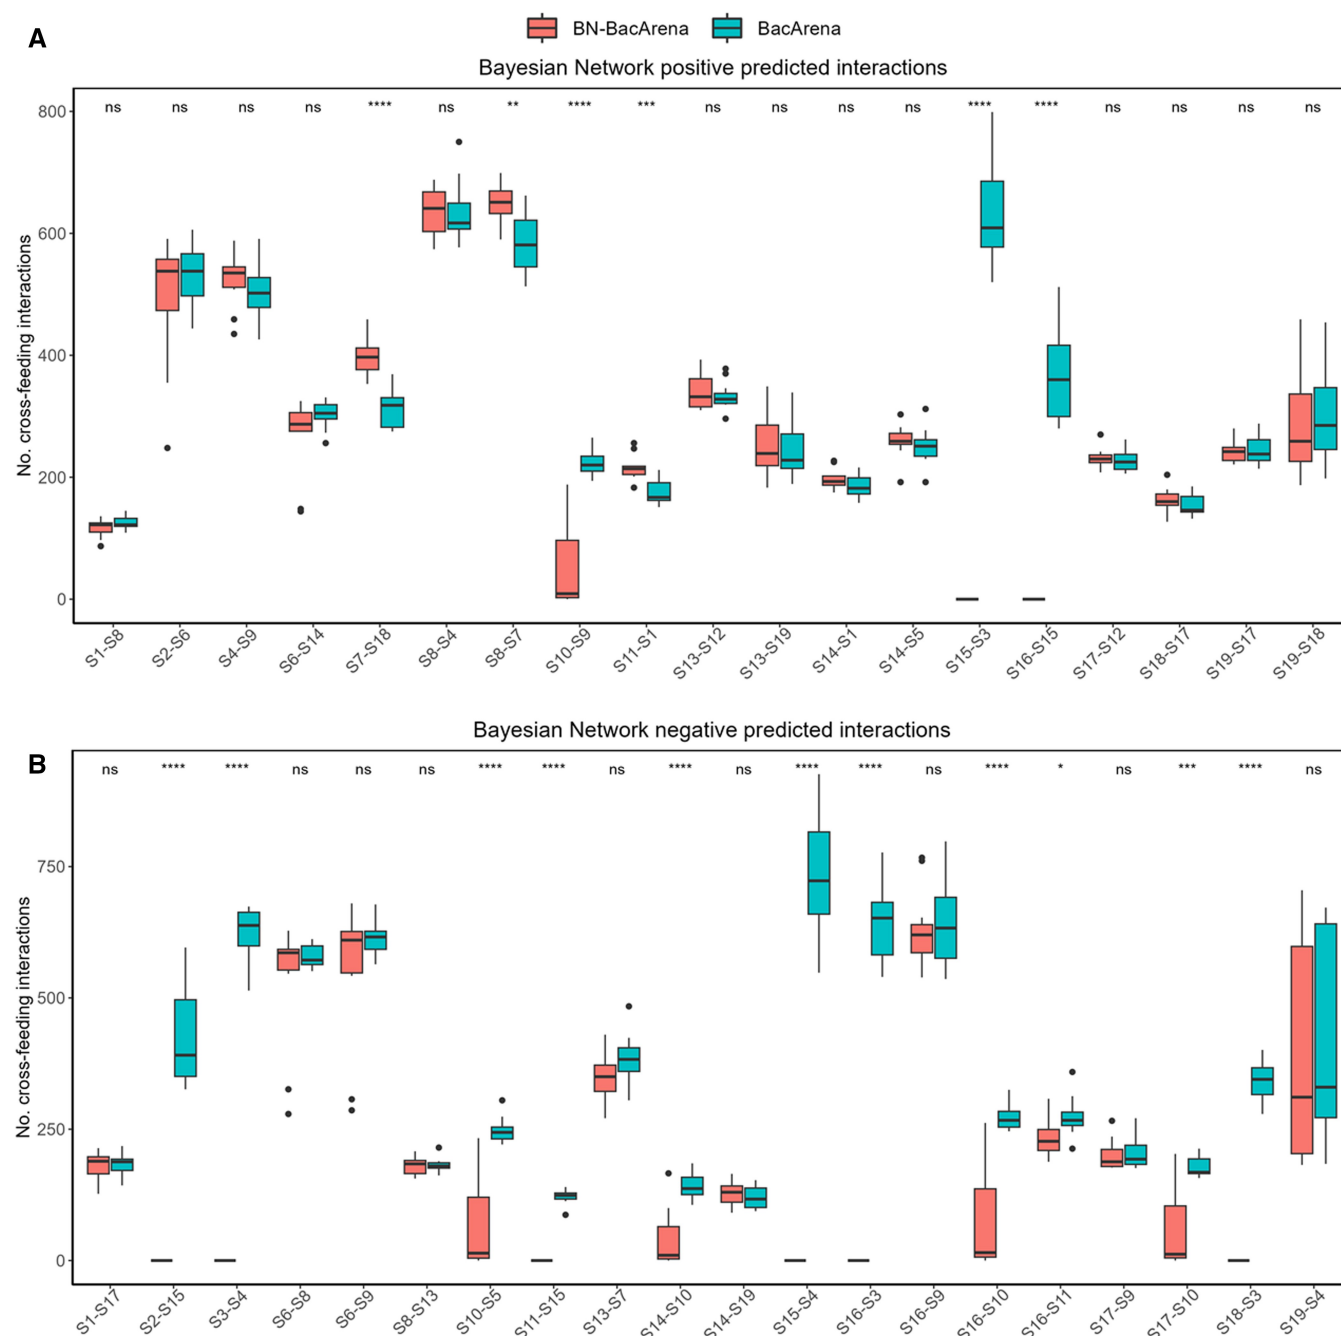 BN-BacArena BacArena
A
Bayesian Network positive predicted interactions
ns ns ns ns **** ns ** **** *** ns ns ns ns **** **** ns ns ns ns
800
600
400
200
0
No. cross-feeding interactions
S1-S8 S2-S6 S4-S9 S6-S14 S7-S18 S8-S4 S8-S7 S10-S9 S11-S1 S13-S12 S13-S19 S14-S1 S14-S5 S15-S3 S16-S15 S17-S12 S18-S17 S19-S17 S19-S18
Bayesian Network negative predicted interactions
B
ns **** **** ns ns ns **** **** ns **** ns **** **** ns **** * ns *** **** ns
750
500
250
0
No. cross-feeding interactions
S1-S17 S2-S15 S3-S4 S6-S8 S6-S9 S8-S13 S10-S5 S11-S15 S13-S7 S14-S10 S14-S19 S15-S4 S16-S3 S16-S9 S16-S10 S16-S11 S17-S9 S17-S10 S18-S3 S19-S4